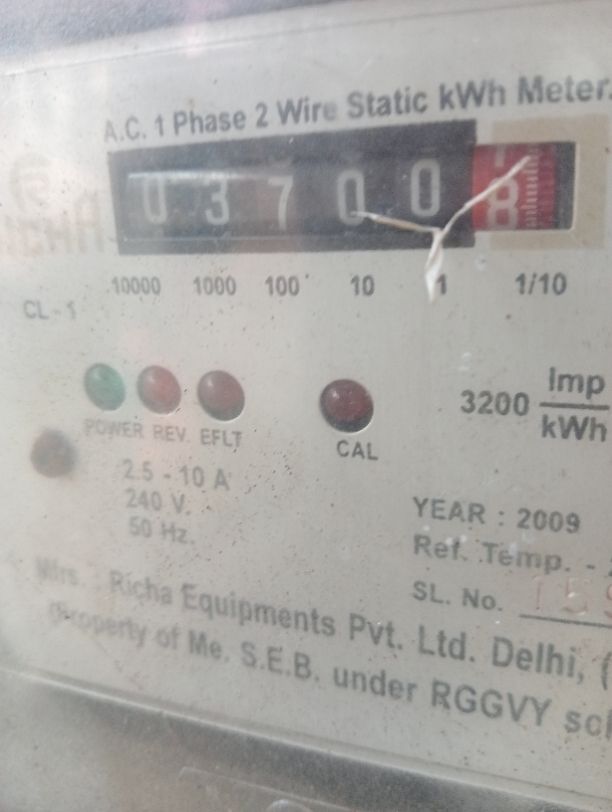 A.C. 1 Phase 2 Wire Static kWh Meter.
RICHA
0 3 7 0 0 8
10000 1000 100 10 1 1/10
CL - 1
3200 Imp
kWh
POWER REV. EFLT
CAL
2.5 - 10 A
240 V.
50 Hz.
YEAR : 2009
Ref. Temp. -
SL. No. 159
Mfrs. : Richa Equipments Pvt. Ltd. Delhi, (
(Property of Me. S.E.B. under RGGVY